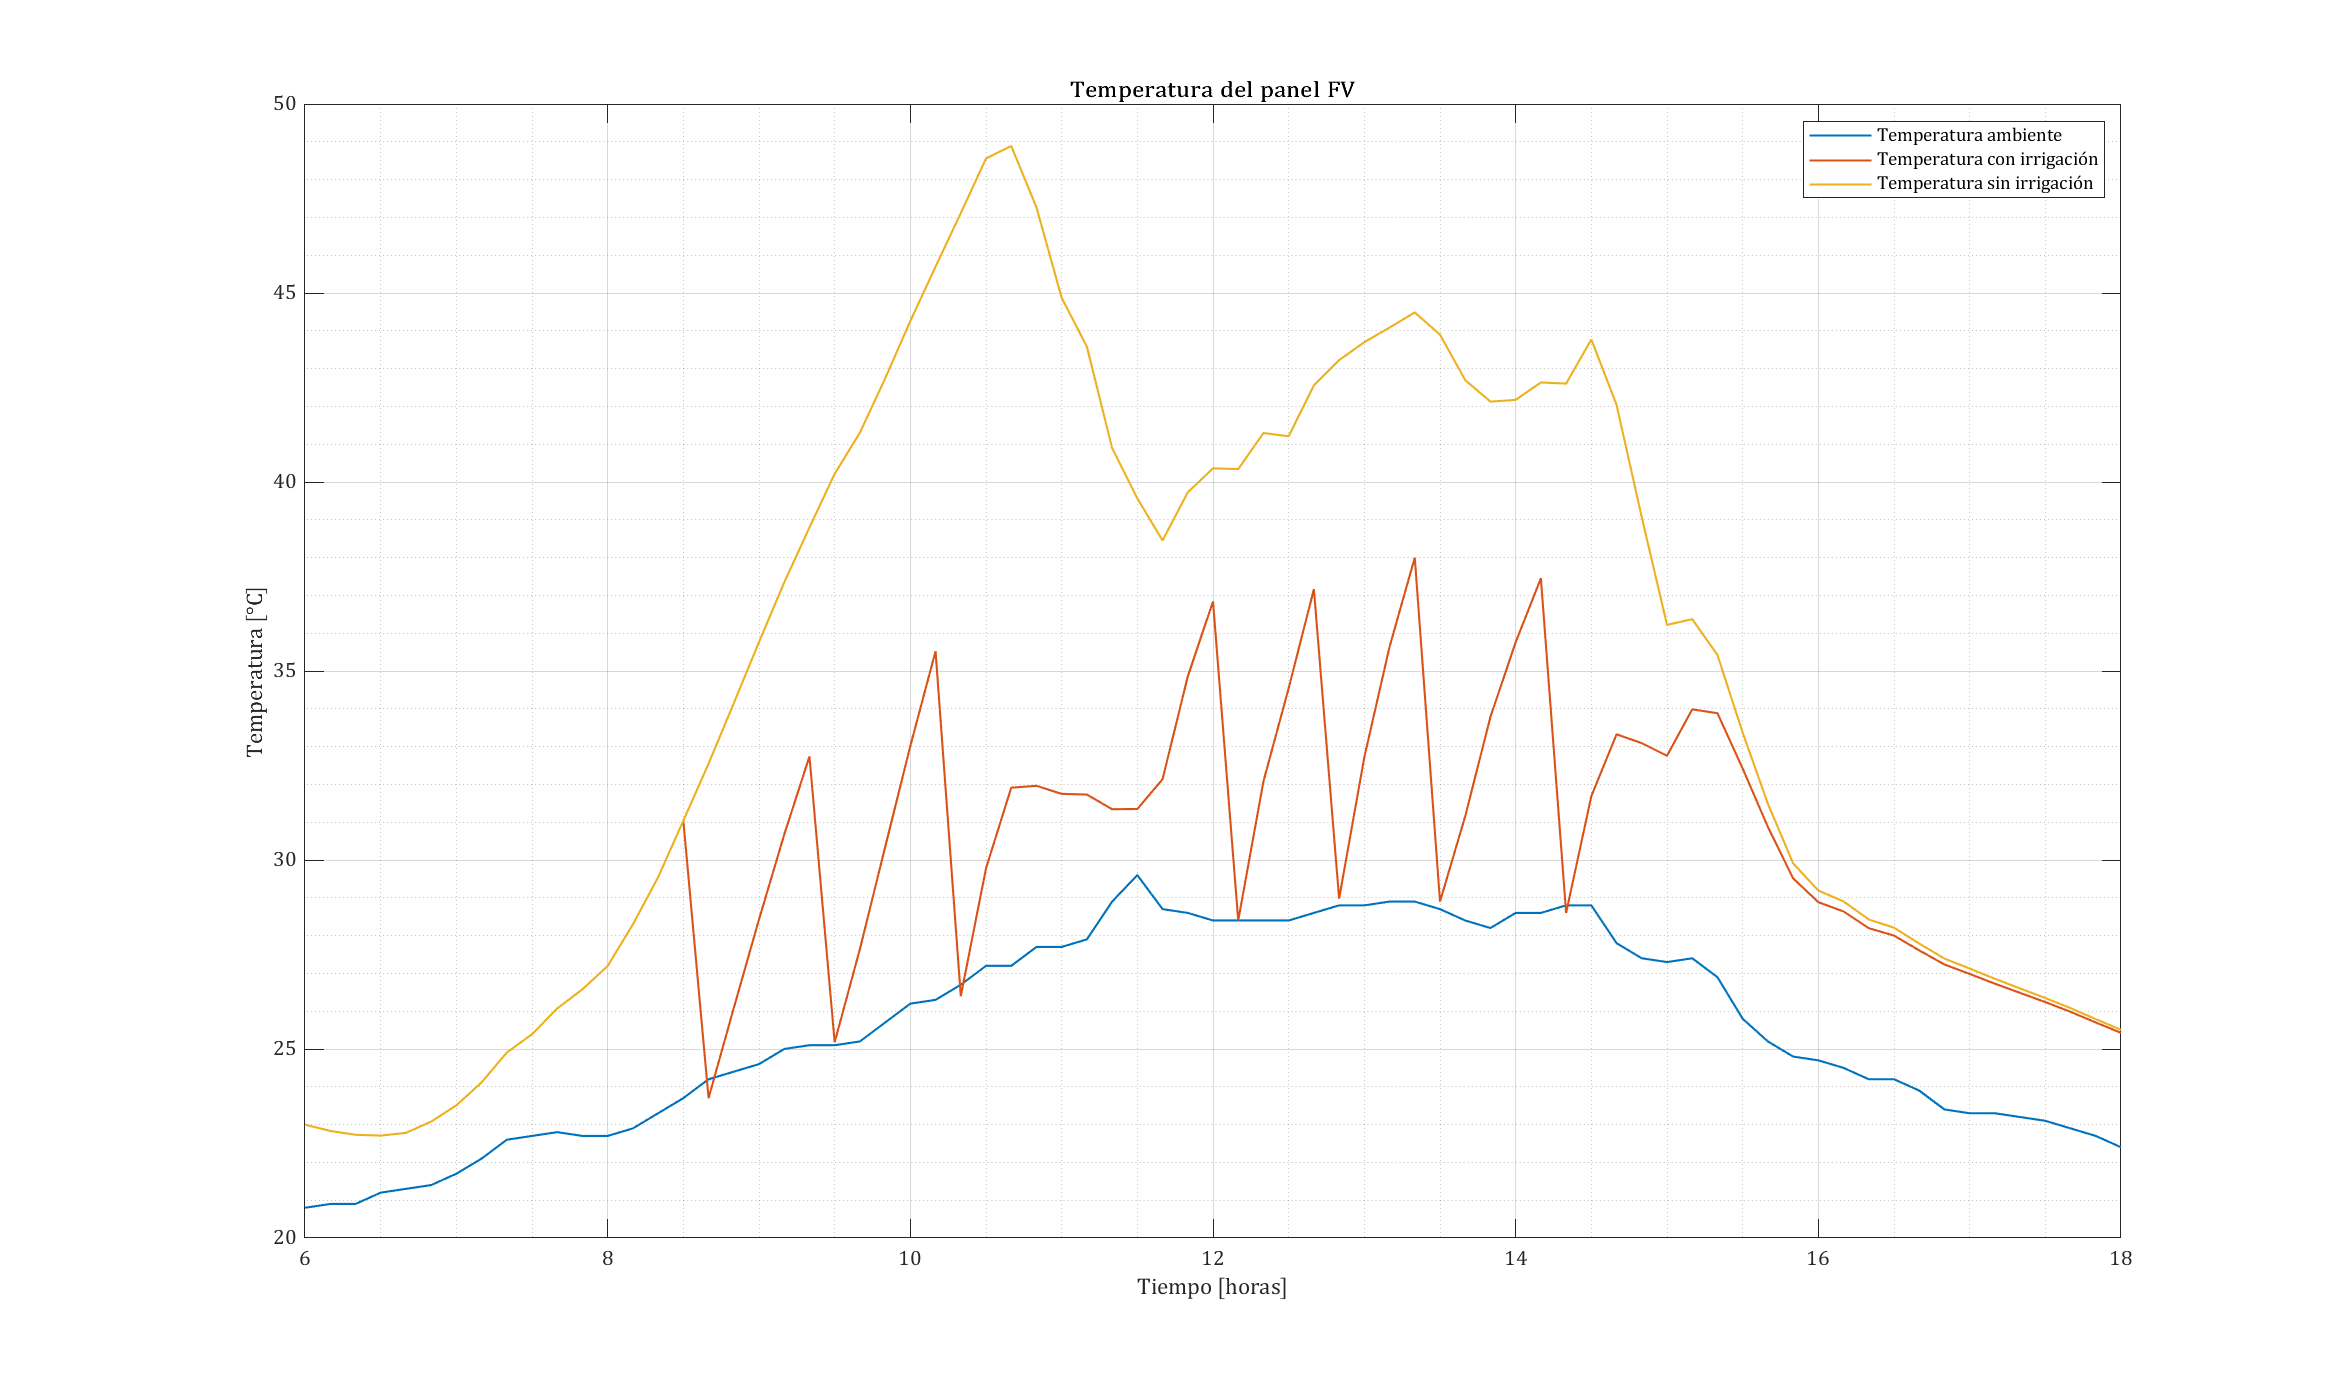 Temperatura del panel FV
50
45
40
35
30
25
20
Temperatura [°C]
Temperatura ambiente
Temperatura con irrigación
Temperatura sin irrigación
6 8 10 12 14 16 18
Tiempo [horas]